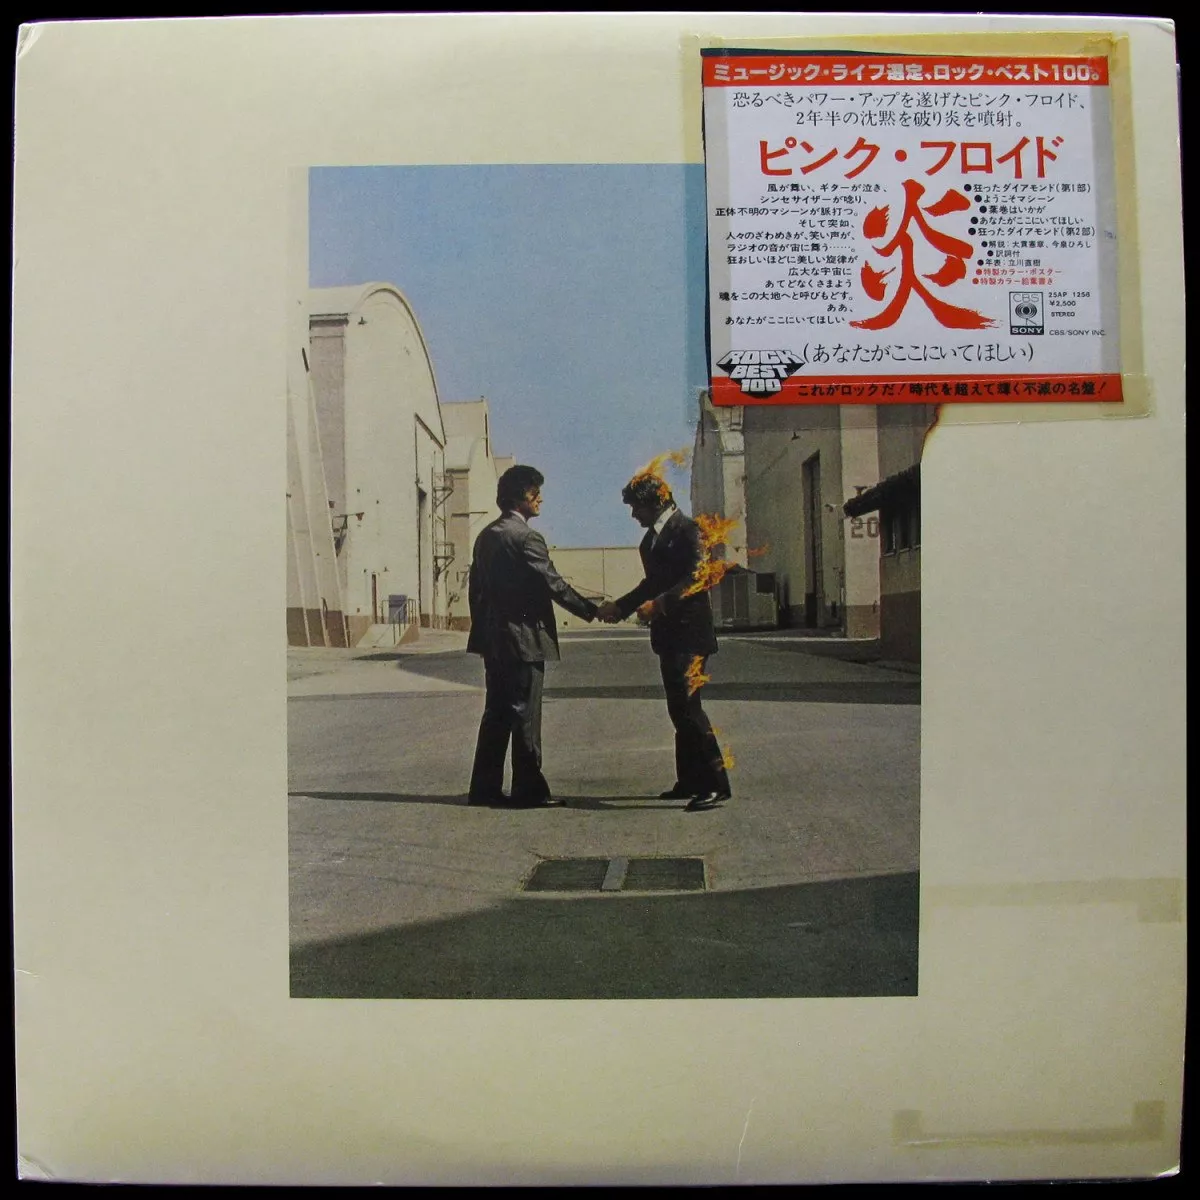 ミュージック・ライフ選定、ロック・ベスト100。
恐るべきパワー・アップを遂げたピンク・フロイド、
2年半の沈黙を破り炎を噴射。
ピンク・フロイド
炎
風が舞い、ギターが泣き、
シンセサイザーが唸り、
正体不明のマシーンが脈打つ。
そして突如、
人々のざわめきが、笑い声が、
ラジオの音が宙に舞う……。
狂おしいほどに美しい旋律が
広大な宇宙に
あてどなくさまよう
魂をこの大地へと呼びもどす。
ああ、
あなたがここにいてほしい
●狂ったダイアモンド(第1部)
●ようこそマシーン
●葉巻はいかが
●あなたがここにいてほしい
●狂ったダイアモンド(第2部)
●解説:大貫憲章、今泉ひろし
●訳詞付
●年表:立川直樹
●特製カラー・ポスター
●特製カラー絵葉書き
CBS
SONY
25AP 1258
¥2,500
STEREO
CBS/SONY INC.
(あなたがここにいてほしい)
ROCK
BEST
100
これがロックだ!時代を超えて輝く不滅の名盤!
20